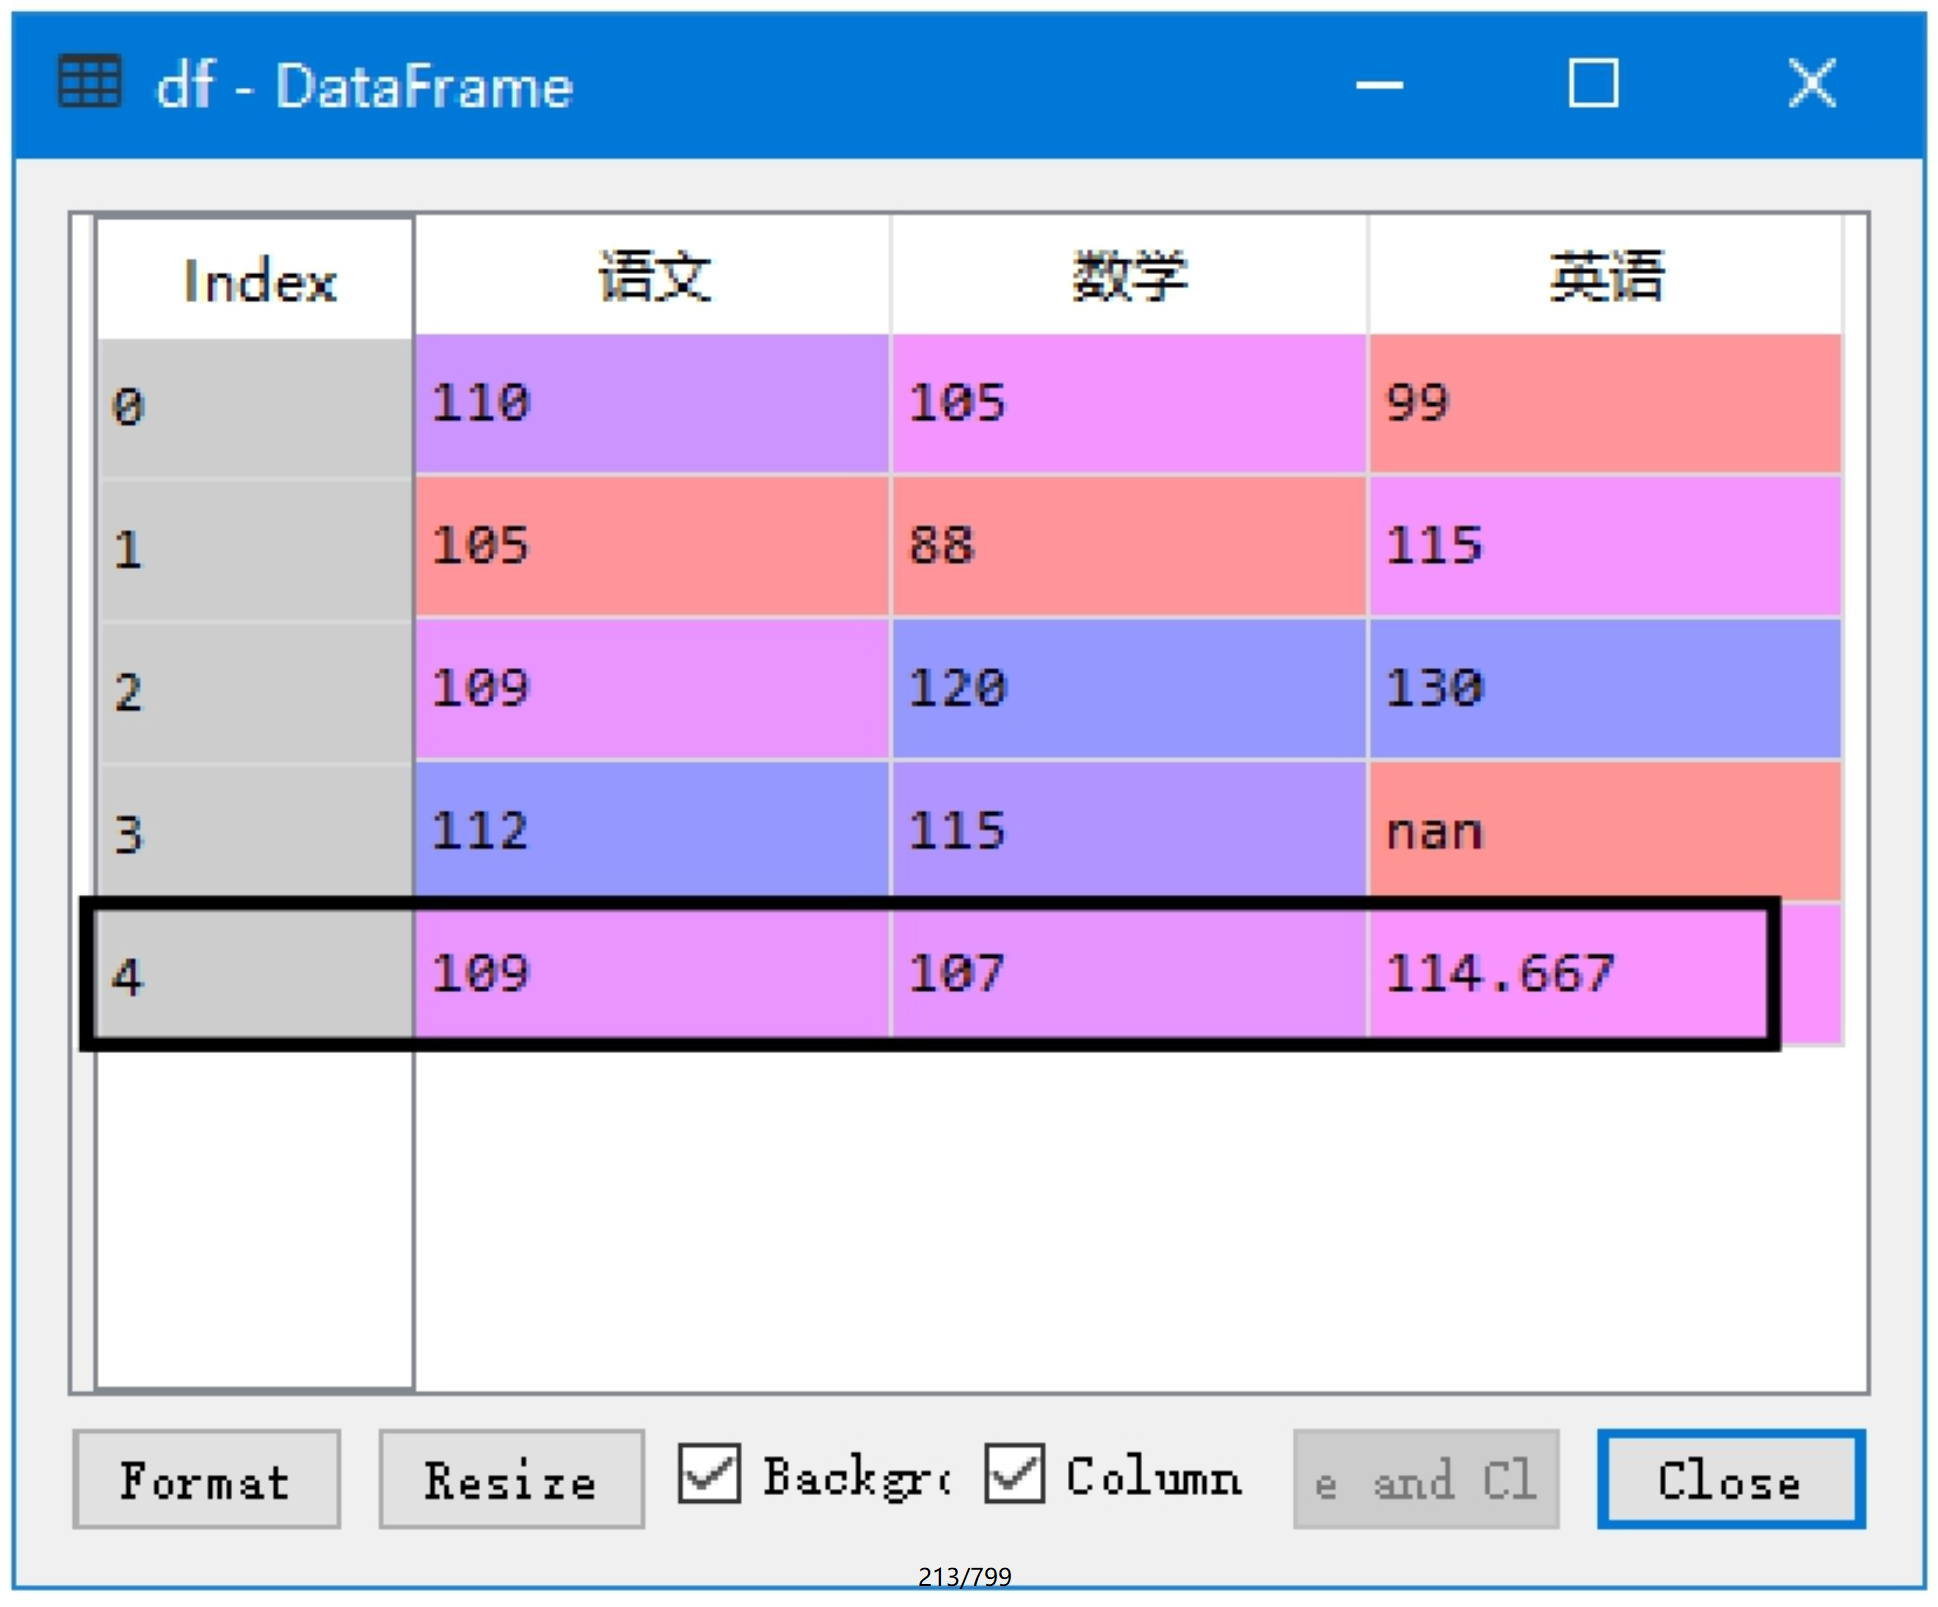 df - DataFrame
Index 语文 数学 英语
0 110 105 99
1 105 88 115
2 109 120 130
3 112 115 nan
4 109 107 114.667
Format Resize Backgr Column e and Cl Close
213/799